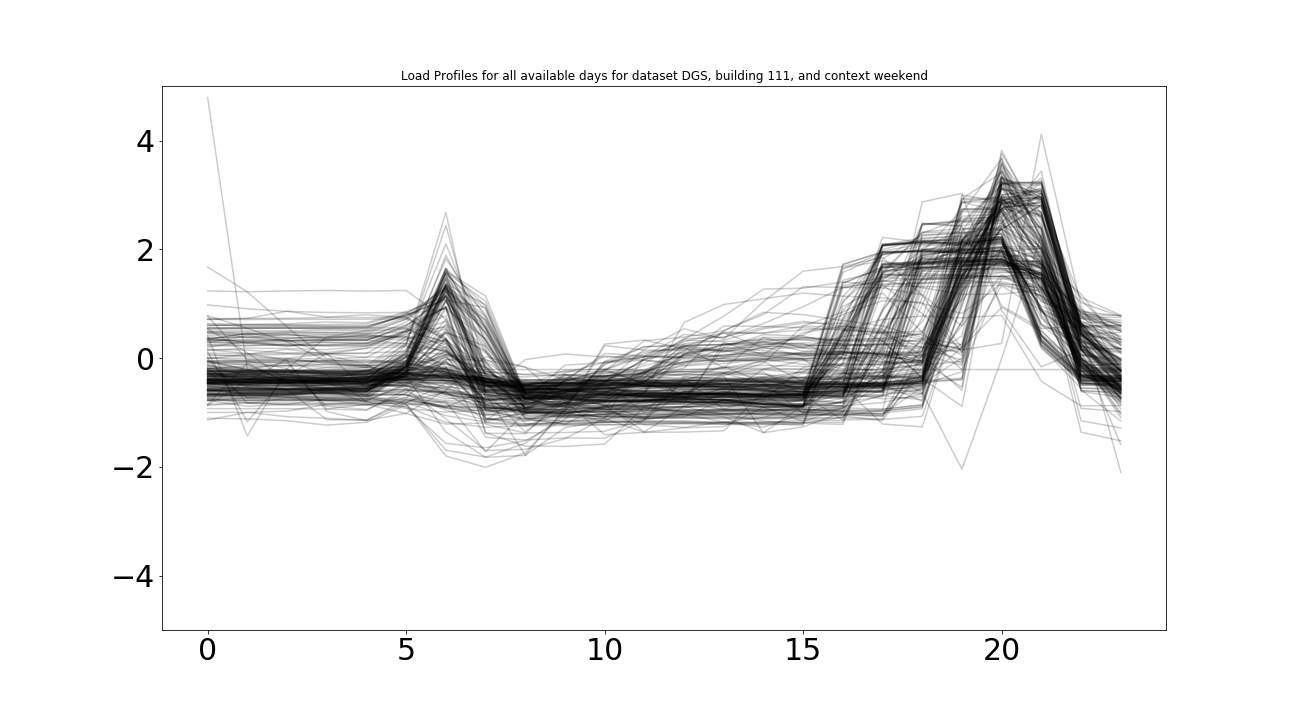 Load Profiles for all available days for dataset DGS, building 111, and context weekend
4
2
0
−2
−4
0 5 10 15 20